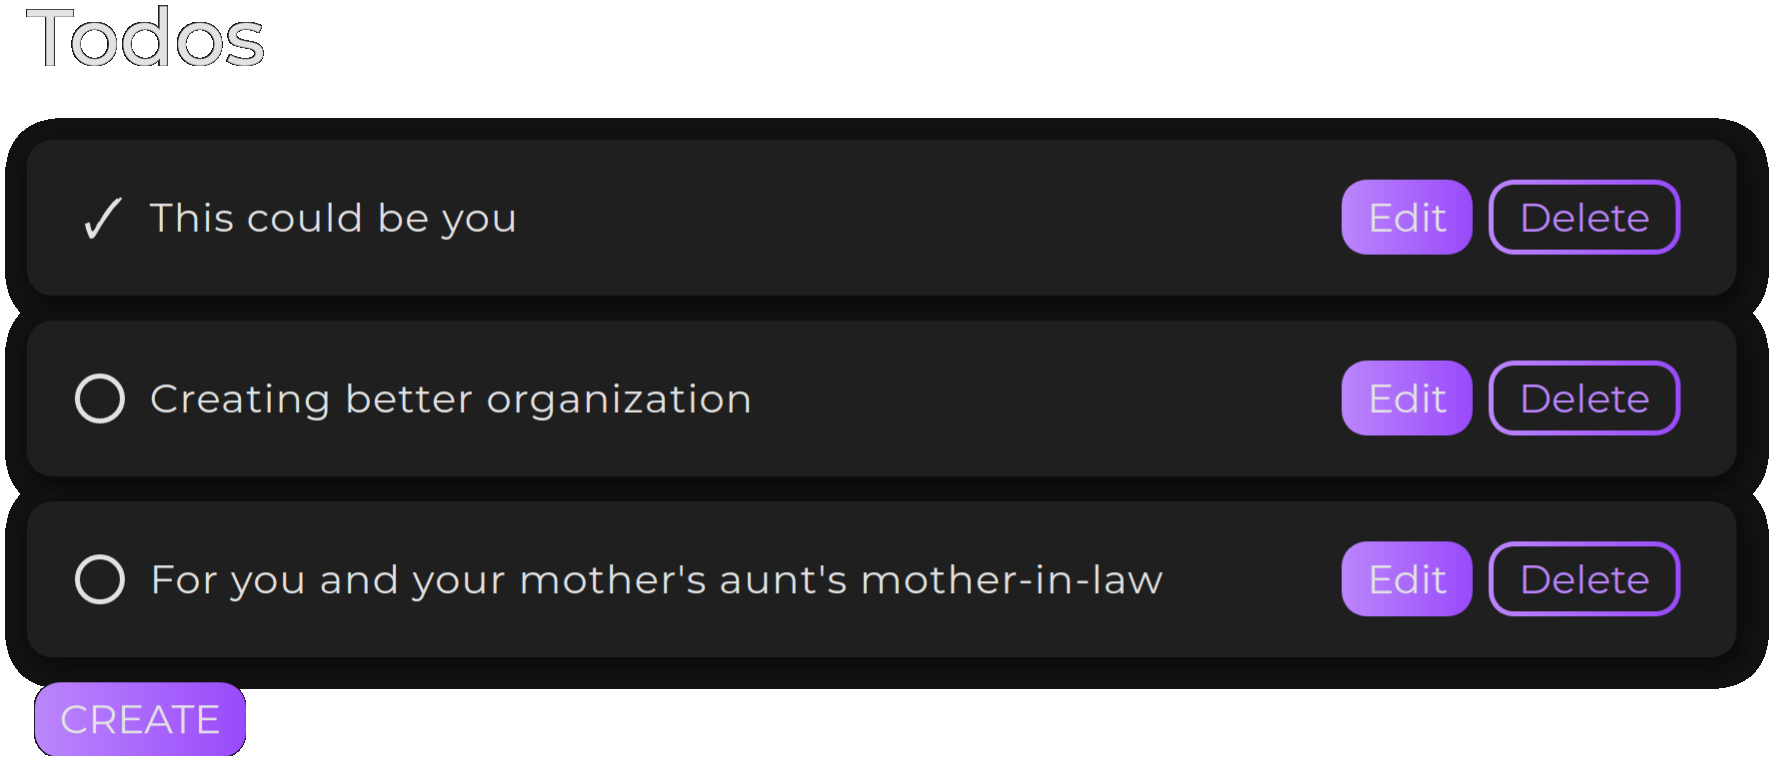 Todos
✓ This could be you Edit Delete
Creating better organization Edit Delete
For you and your mother's aunt's mother-in-law Edit Delete
CREATE